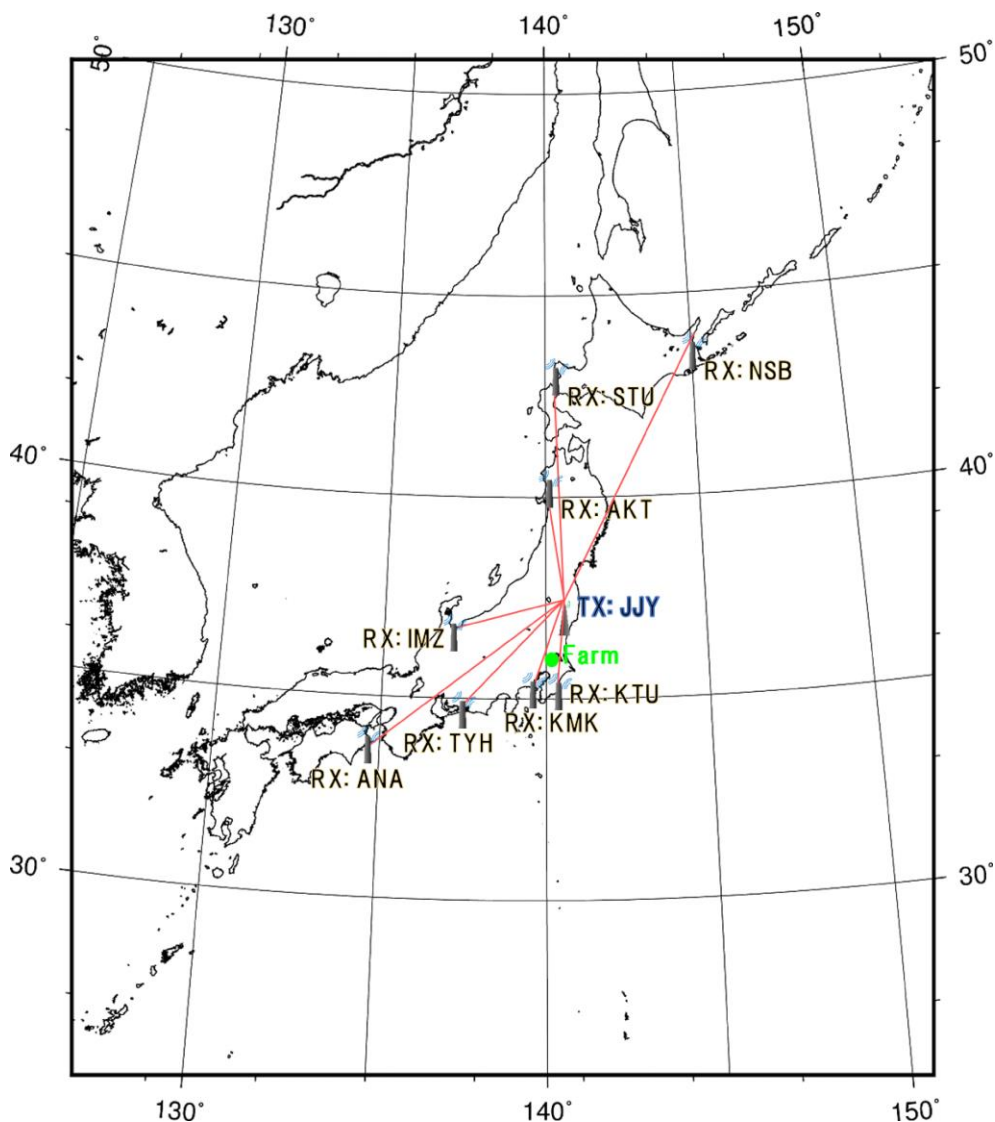 130°
140°
150°
50°
50°
RX: NSB
RX: STU
40°
40°
RX: AKT
TX: JJY
RX: IMZ
Farm
RX: KTU
RX: KMK
RX: TYH
RX: ANA
30°
30°
130°
140°
150°